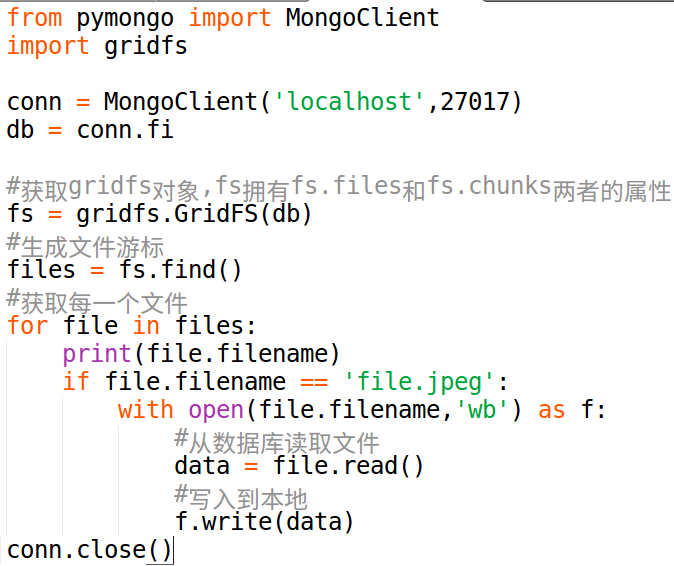 from pymongo import MongoClient
import gridfs
conn = MongoClient('localhost',27017)
db = conn.fi
#获取gridfs对象,fs拥有fs.files和fs.chunks两者的属性
fs = gridfs.GridFS(db)
#生成文件游标
files = fs.find()
#获取每一个文件
for file in files:
    print(file.filename)
    if file.filename == 'file.jpeg':
        with open(file.filename,'wb') as f:
            #从数据库读取文件
            data = file.read()
            #写入到本地
            f.write(data)
conn.close()